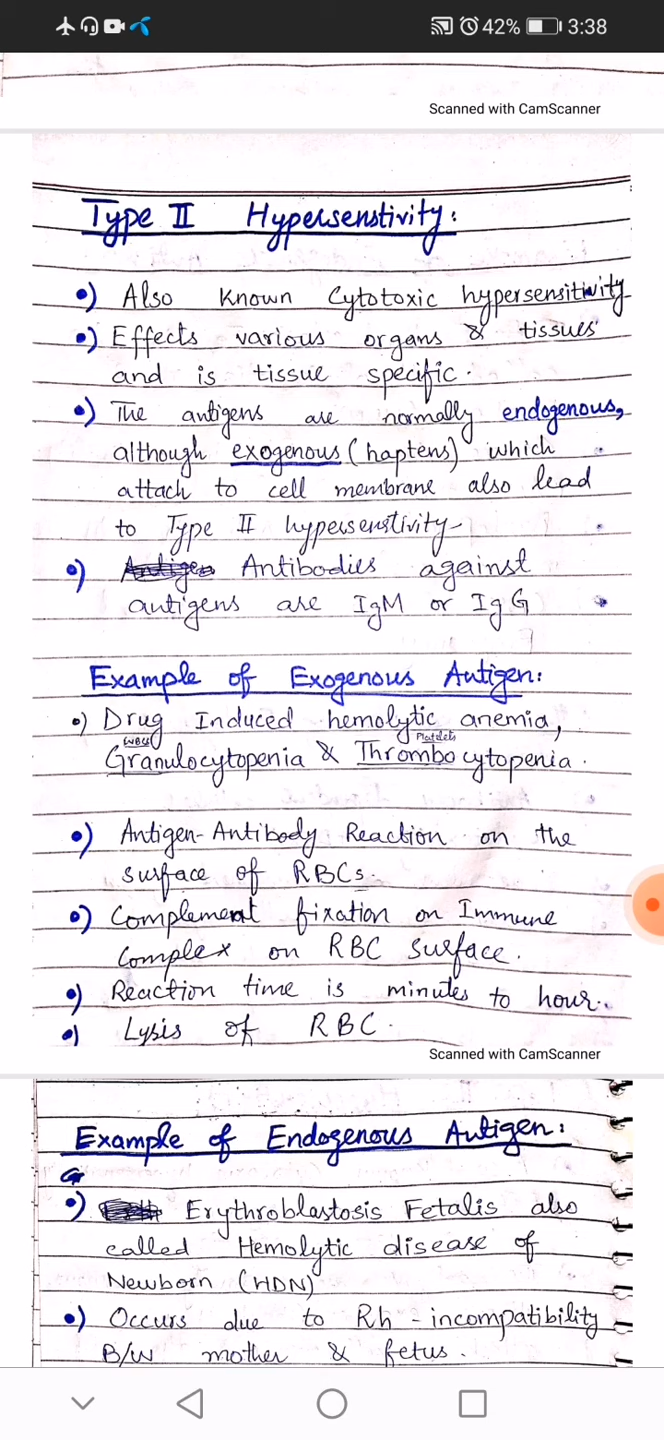 42% 3:38
Scanned with CamScanner
Type II Hypersenstivity:
•) Also Known Cytotoxic hypersensitivity
•) Effects various organs & tissues
and is tissue specific.
•) The antigens are normally endogenous,
although exogenous (haptens) which
attach to cell membrane also lead
to Type II hypersenstivity-
•) Antige Antibodies against
antigens are IgM or IgG
Example of Exogenous Antigen:
•) Drug Induced hemolytic anemia,
WBCs Platelets
Granulocytopenia & Thrombocytopenia.
•) Antigen-Antibody Reaction on the
surface of RBCs.
•) Complement fixation on Immune
Complex on RBC surface.
•) Reaction time is minutes to hour..
•) Lysis of RBC.
Scanned with CamScanner
Example of Endogenous Antigen:
•) Erythroblastosis Fetalis also
called Hemolytic disease of
Newborn (HDN)
•) Occurs due to Rh-incompatibility
B/w mother & fetus.